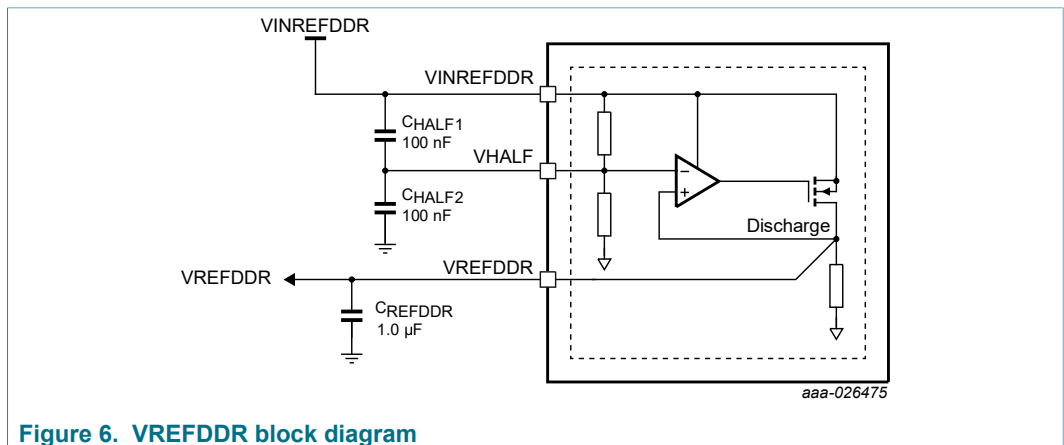 VINREFDDR
VINREFDDR
CHALF1
100 nF
VHALF
CHALF2
100 nF
−
+
Discharge
VREFDDR
VREFDDR
CREFDDR
1.0 µF
aaa-026475
Figure 6. VREFDDR block diagram